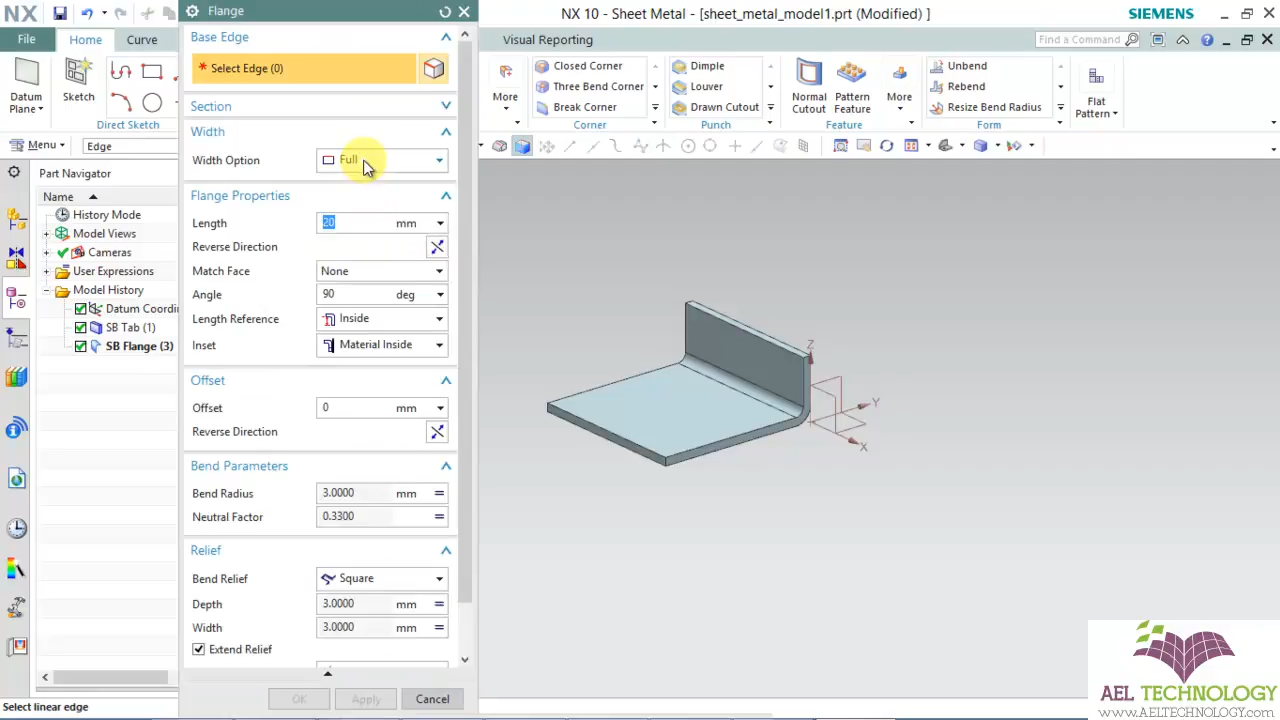 NX
Flange
NX 10 - Sheet Metal - [sheet_metal_model1.prt (Modified) ]
SIEMENS
File
Home
Curve
Visual Reporting
Find a Command
Datum
Plane
Sketch
Direct Sketch
More
Closed Corner
Three Bend Corner
Break Corner
Corner
Dimple
Louver
Drawn Cutout
Punch
Normal
Cutout
Pattern
Feature
More
Feature
Unbend
Rebend
Resize Bend Radius
Form
Flat
Pattern
Menu
Edge
Part Navigator
Name
History Mode
Model Views
Cameras
User Expressions
Model History
Datum Coordi
SB Tab (1)
SB Flange (3)
Base Edge
* Select Edge (0)
Section
Width
Width Option
Full
Flange Properties
Length
20
mm
Reverse Direction
Match Face
None
Angle
90
deg
Length Reference
Inside
Inset
Material Inside
Offset
Offset
0
mm
Reverse Direction
Bend Parameters
Bend Radius
3.0000
mm
Neutral Factor
0.3300
Relief
Bend Relief
Square
Depth
3.0000
mm
Width
3.0000
mm
Extend Relief
OK
Apply
Cancel
Select linear edge
Z
Y
X
AEL TECHNOLOGY
www.AELTECHNOLOGY.com